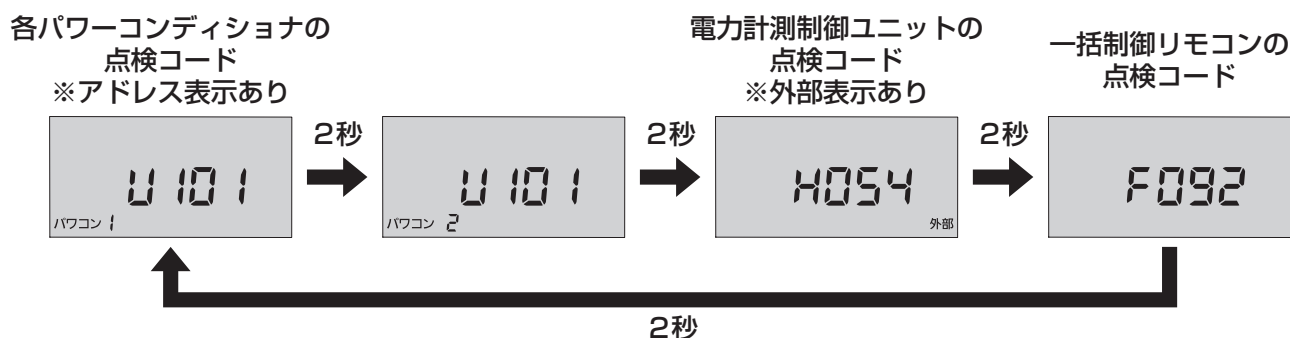 各パワーコンディショナの
点検コード
※アドレス表示あり
電力計測制御ユニットの
点検コード
※外部表示あり
一括制御リモコンの
点検コード
2秒
2秒
2秒
U101
パワコン 1
U101
パワコン 2
H054
外部
F092
2秒